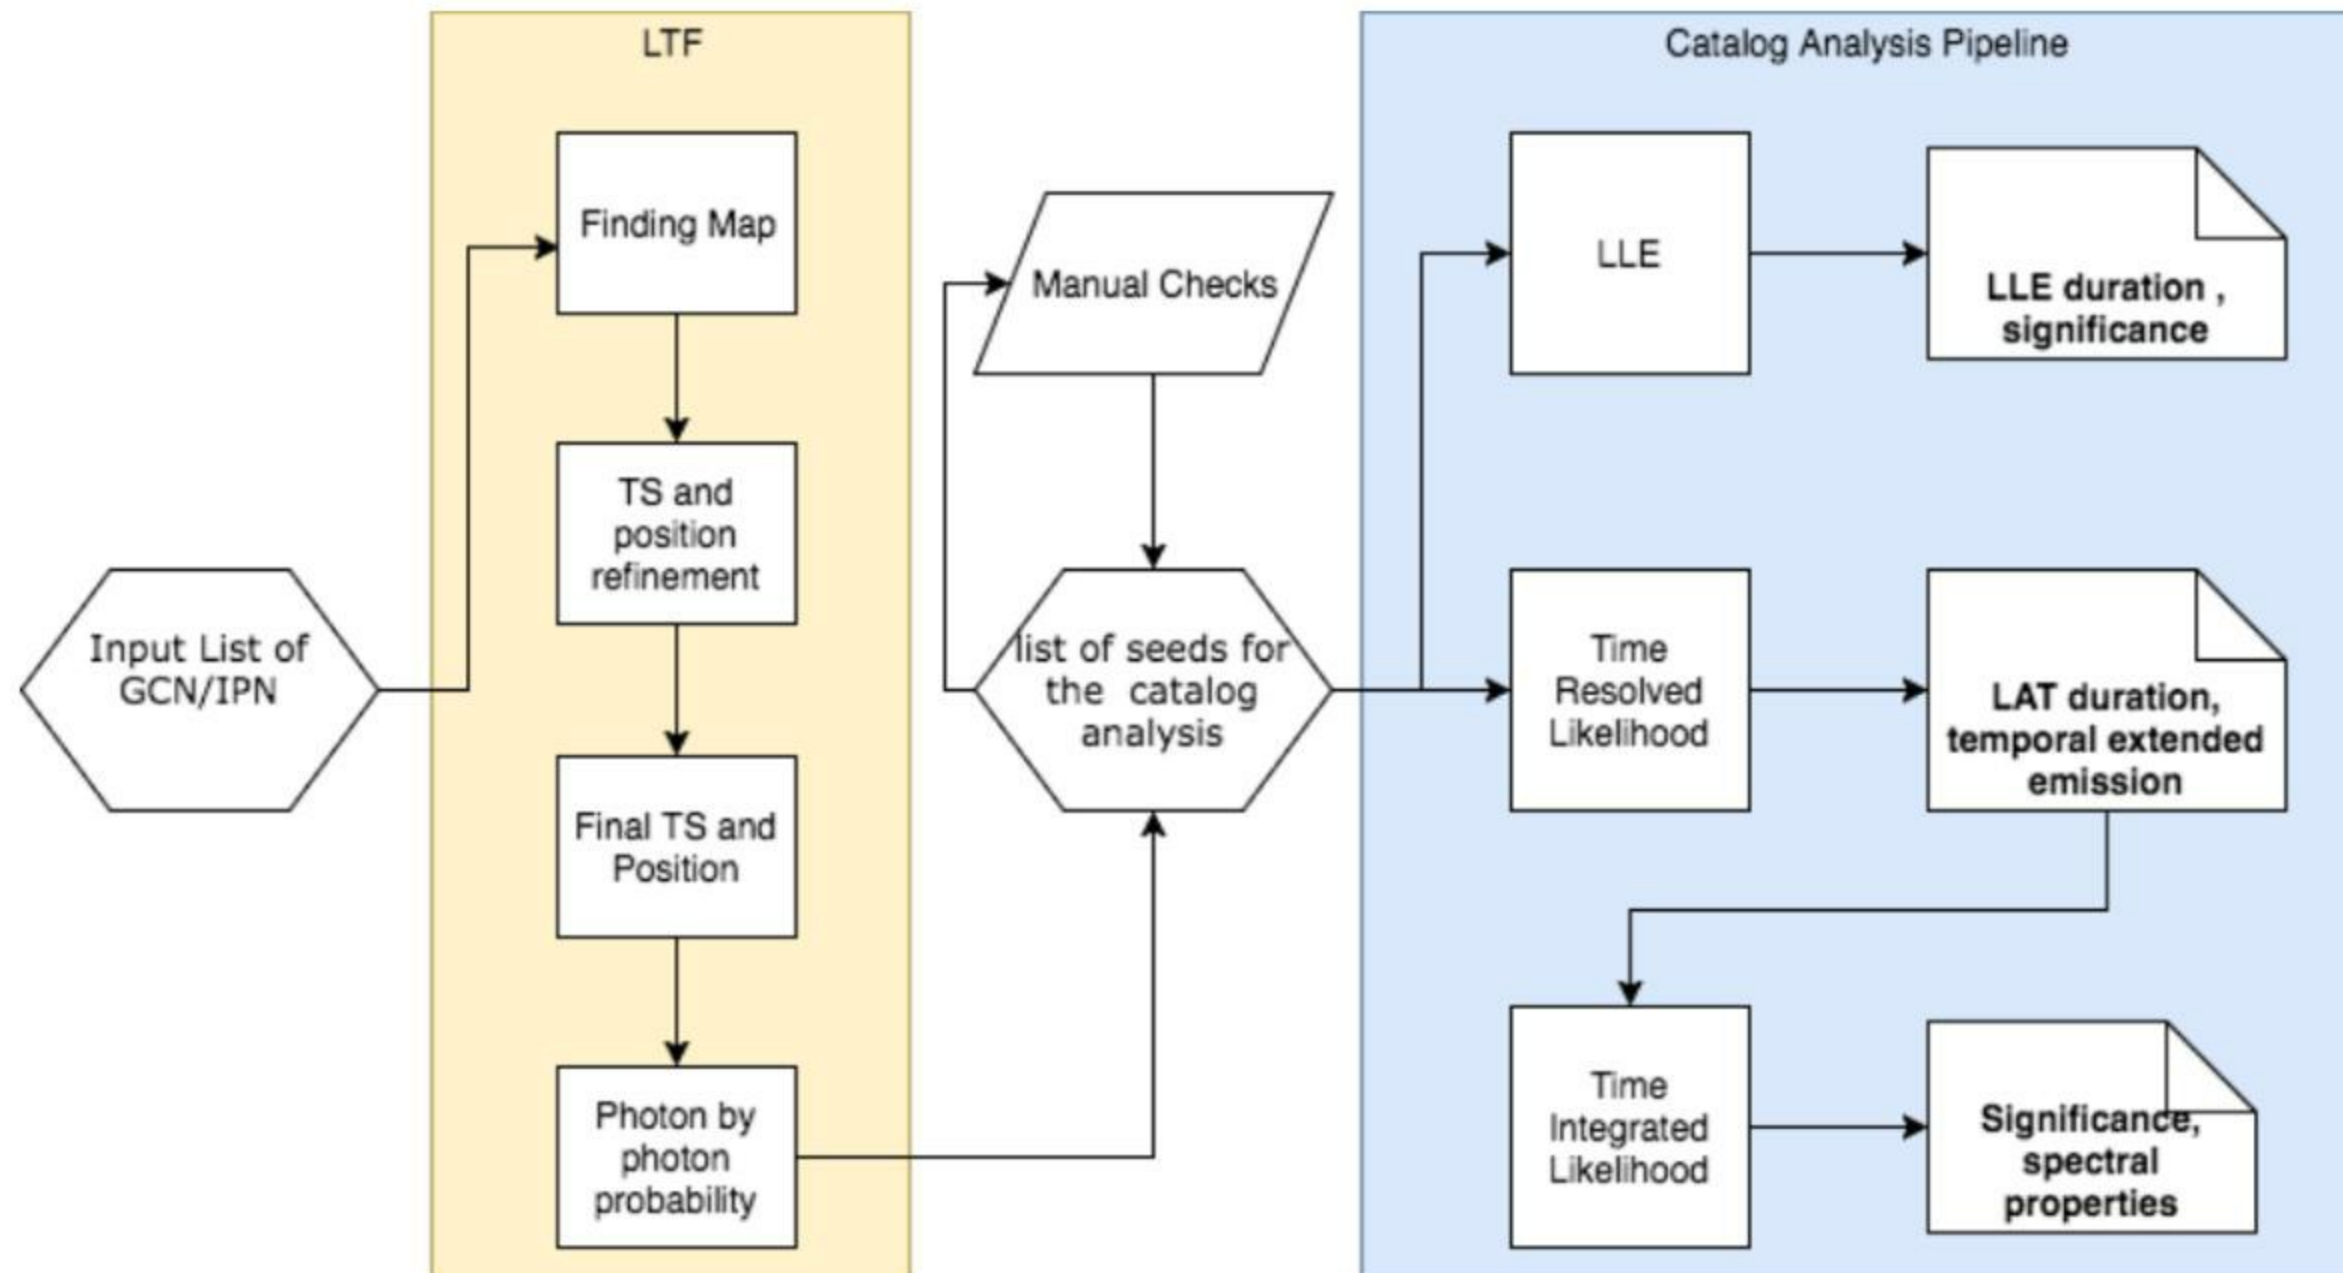 LTF
Catalog Analysis Pipeline
Input List of
GCN/IPN
Finding Map
TS and
position
refinement
Final TS and
Position
Photon by
photon
probability
Manual Checks
list of seeds for
the catalog
analysis
LLE
LLE duration ,
significance
Time
Resolved
Likelihood
LAT duration,
temporal extended
emission
Time
Integrated
Likelihood
Significance,
spectral
properties